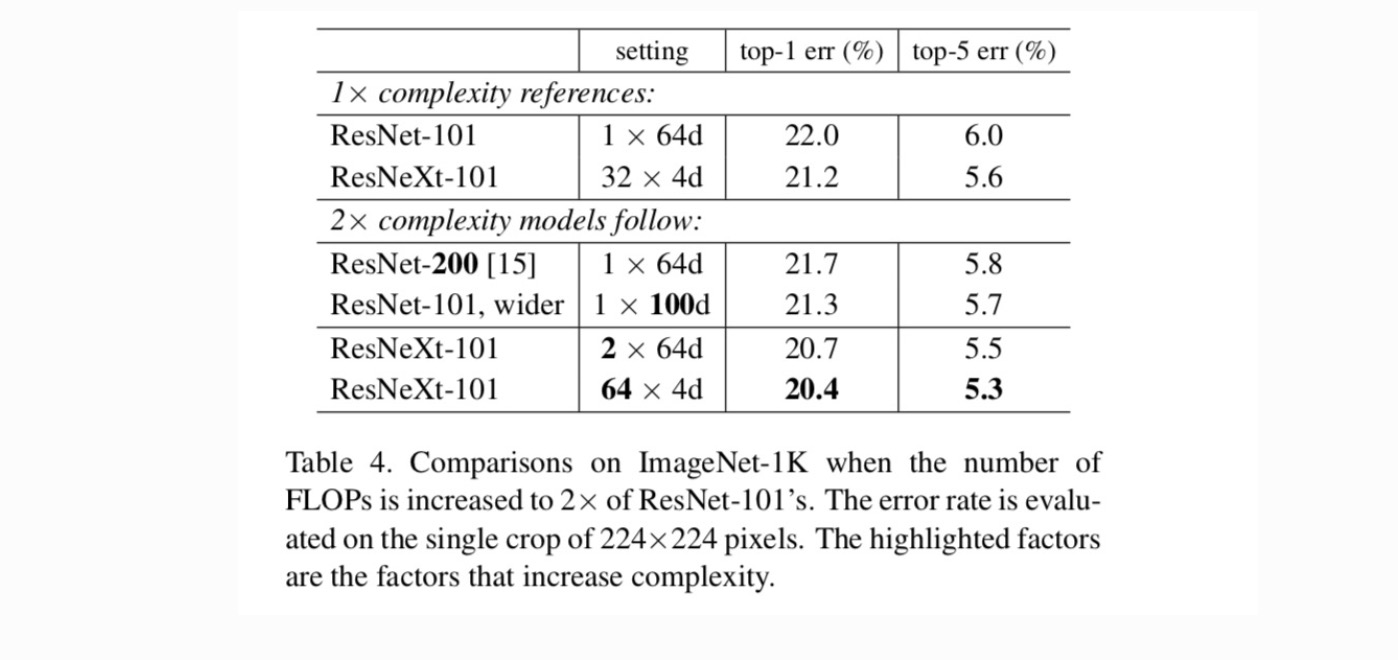 setting top-1 err (%) top-5 err (%)
1× complexity references:
ResNet-101 1 × 64d 22.0 6.0
ResNeXt-101 32 × 4d 21.2 5.6
2× complexity models follow:
ResNet-200 [15] 1 × 64d 21.7 5.8
ResNet-101, wider 1 × 100d 21.3 5.7
ResNeXt-101 2 × 64d 20.7 5.5
ResNeXt-101 64 × 4d 20.4 5.3
Table 4. Comparisons on ImageNet-1K when the number of
FLOPs is increased to 2× of ResNet-101's. The error rate is evalu-
ated on the single crop of 224×224 pixels. The highlighted factors
are the factors that increase complexity.